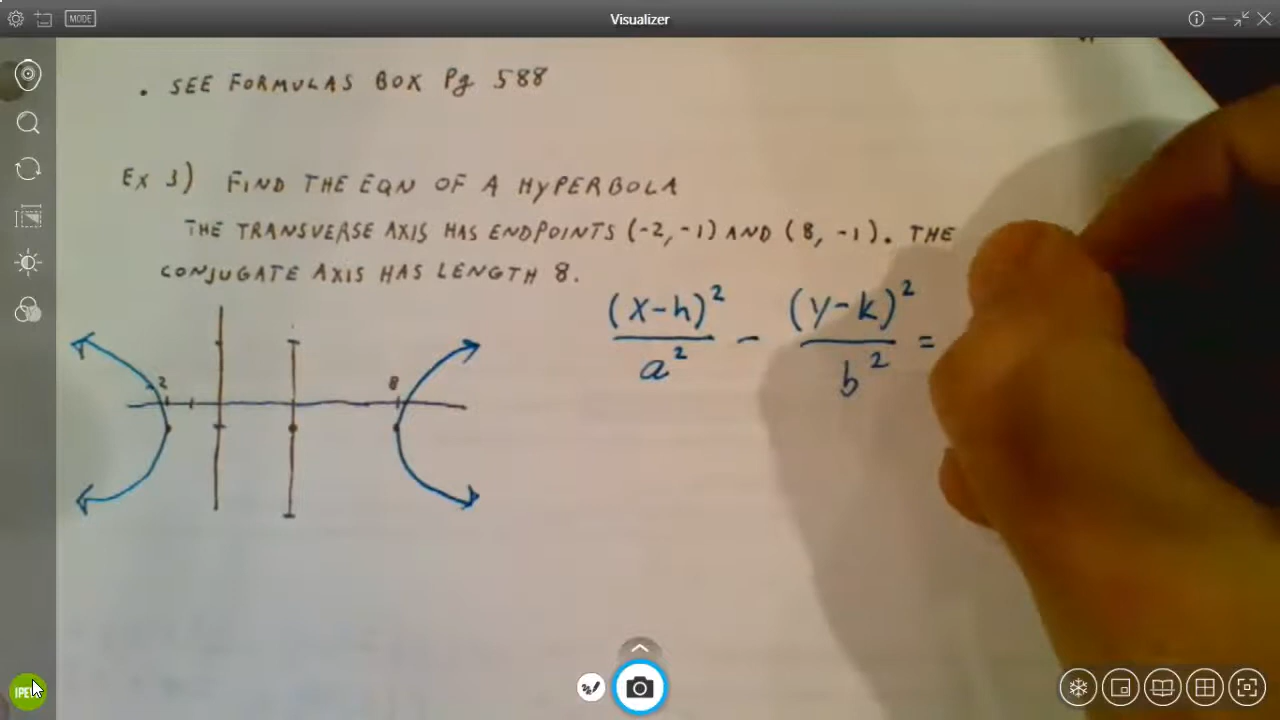 MODE
Visualizer
. SEE FORMULAS BOX Pg 588
Ex 3) FIND THE EQN OF A HyPERBOLA
THE TRANSVERSE AXIS HAS ENDPOINTS (-2, -1) AND (8, -1). THE
CONJUGATE AXIS HAS LENGTH 8.
(x-h)² / a² - (y-k)² / b² =
-2
8